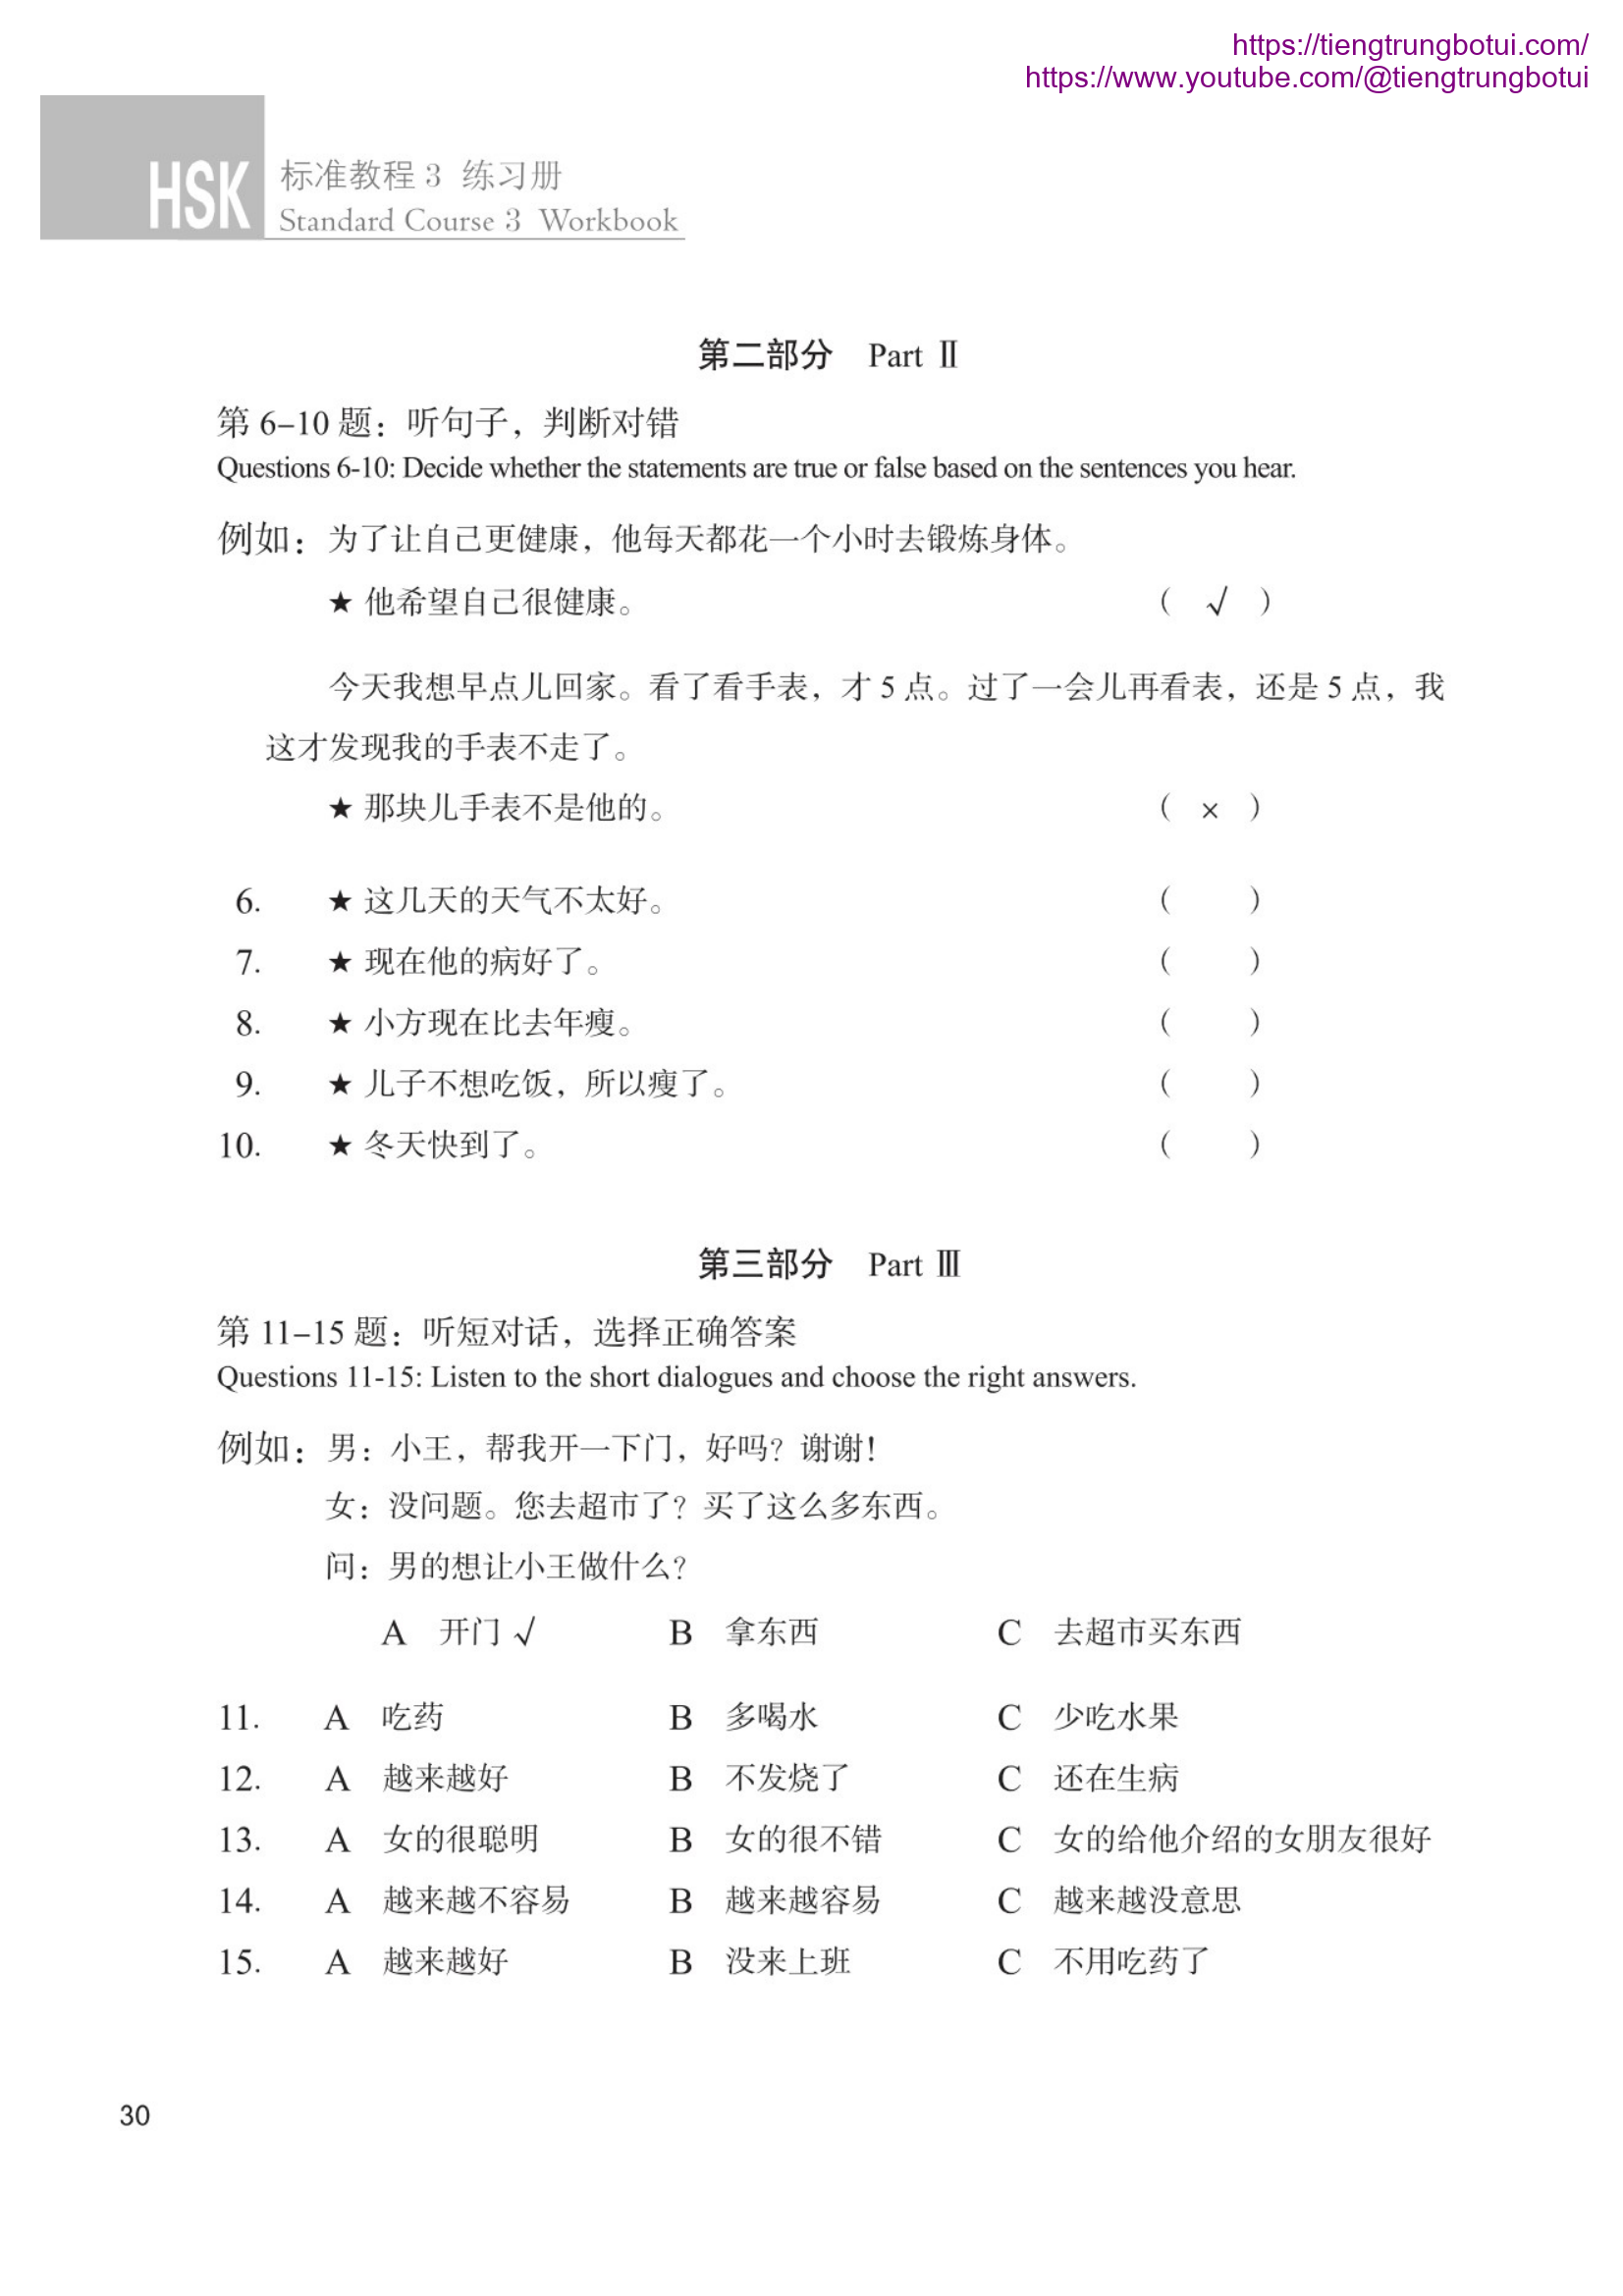 https://tiengtrungbotui.com/
https://www.youtube.com/@tiengtrungbotui
HSK 标准教程 3 练习册
Standard Course 3 Workbook
第二部分 Part Ⅱ
第 6–10 题：听句子，判断对错
Questions 6-10: Decide whether the statements are true or false based on the sentences you hear.
例如：为了让自己更健康，他每天都花一个小时去锻炼身体。
★ 他希望自己很健康。 （ √ ）
今天我想早点儿回家。看了看手表，才 5 点。过了一会儿再看表，还是 5 点，我
这才发现我的手表不走了。
★ 那块儿手表不是他的。 （ × ）
6. ★ 这几天的天气不太好。 （ ）
7. ★ 现在他的病好了。 （ ）
8. ★ 小方现在比去年瘦。 （ ）
9. ★ 儿子不想吃饭，所以瘦了。 （ ）
10. ★ 冬天快到了。 （ ）
第三部分 Part Ⅲ
第 11–15 题：听短对话，选择正确答案
Questions 11-15: Listen to the short dialogues and choose the right answers.
例如：男：小王，帮我开一下门，好吗？谢谢！
女：没问题。您去超市了？买了这么多东西。
问：男的想让小王做什么？
A 开门 √ B 拿东西 C 去超市买东西
11. A 吃药 B 多喝水 C 少吃水果
12. A 越来越好 B 不发烧了 C 还在生病
13. A 女的很聪明 B 女的很不错 C 女的给他介绍的女朋友很好
14. A 越来越不容易 B 越来越容易 C 越来越没意思
15. A 越来越好 B 没来上班 C 不用吃药了
30